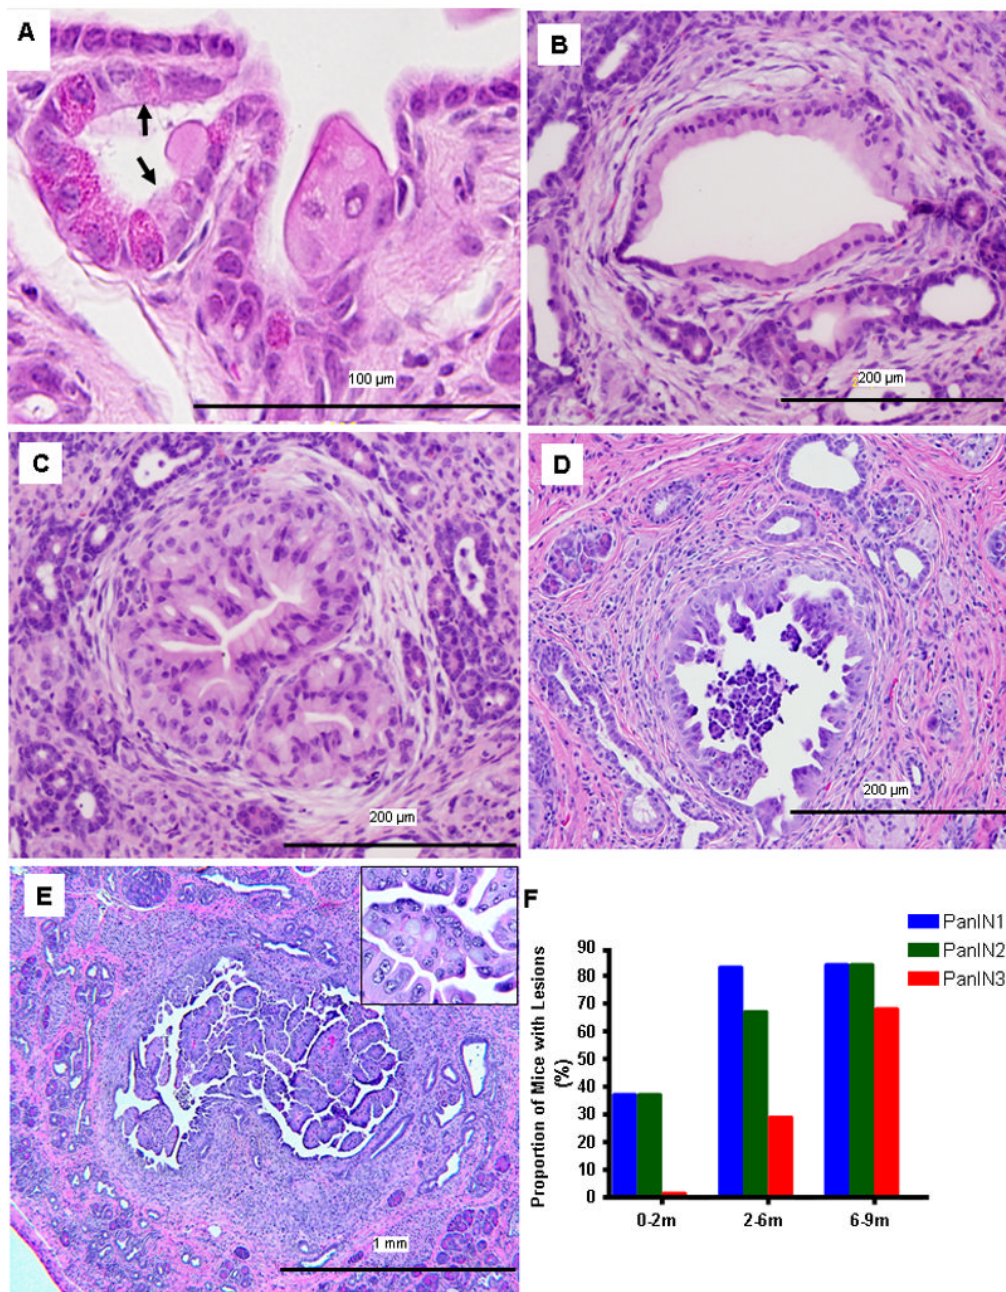 A
100 µm
B
200 µm
C
200 µm
D
200 µm
E
1 mm
F
PanIN1
PanIN2
PanIN3
Proportion of Mice with Lesions
(%)
90
80
70
60
50
40
30
20
10
0
0-2m
2-6m
6-9m